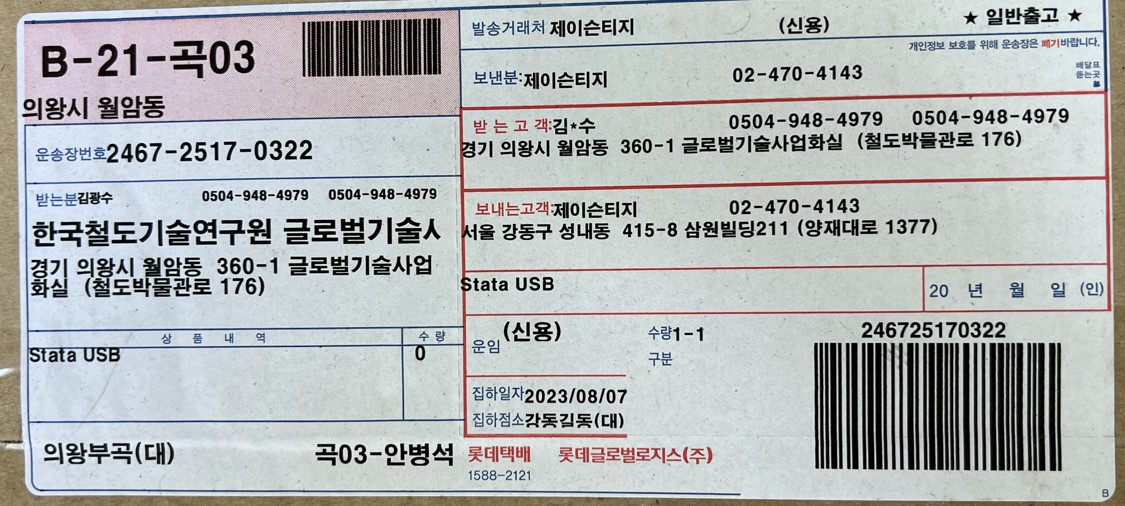 B-21-곡03
의왕시 월암동
운송장번호 2467-2517-0322
받는분 김광수 0504-948-4979 0504-948-4979
한국철도기술연구원 글로벌기술사
경기 의왕시 월암동 360-1 글로벌기술사업
화실 (철도박물관로 176)
상 품 내 역 수 량
Stata USB 0
의왕부곡(대) 곡03-안병석
발송거래처 제이슨티지 (신용) ★ 일반출고 ★
개인정보 보호를 위해 운송장은 폐기바랍니다.
보낸분:제이슨티지 02-470-4143
배달표
뜯는곳
받 는 고 객:김*수 0504-948-4979 0504-948-4979
경기 의왕시 월암동 360-1 글로벌기술사업화실 (철도박물관로 176)
보내는고객:제이슨티지 02-470-4143
서울 강동구 성내동 415-8 삼원빌딩211 (양재대로 1377)
Stata USB 20 년 월 일 (인)
운임 (신용) 수량 1-1
구분
246725170322
집하일자 2023/08/07
집하점소 강동길동(대)
롯데택배 롯데글로벌로지스(주)
1588-2121
B